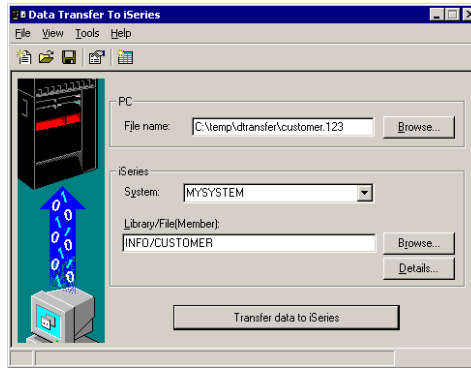 Data Transfer To iSeries
File View Tools Help
PC
File name: C:\temp\dtransfer\customer.123 Browse...
iSeries
System: MYSYSTEM
Library/File(Member):
INFO/CUSTOMER Browse...
Details...
Transfer data to iSeries